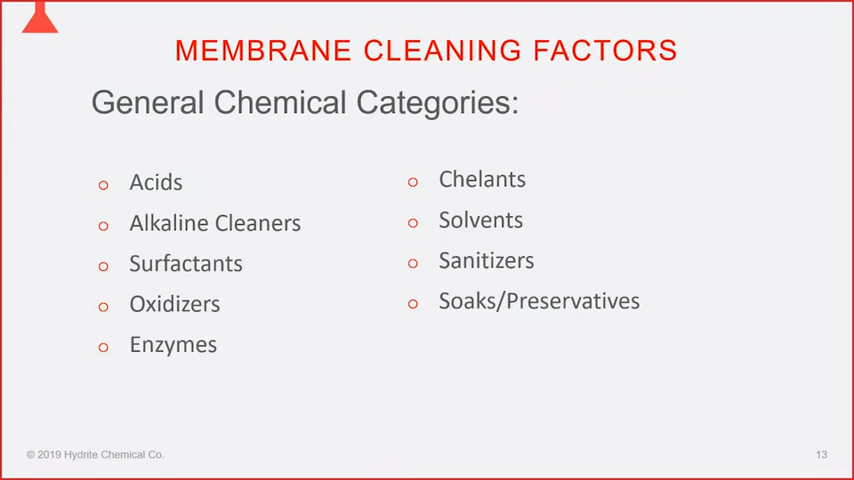 MEMBRANE CLEANING FACTORS
General Chemical Categories:
Acids
Alkaline Cleaners
Surfactants
Oxidizers
Enzymes
Chelants
Solvents
Sanitizers
Soaks/Preservatives
© 2019 Hydrite Chemical Co.
13